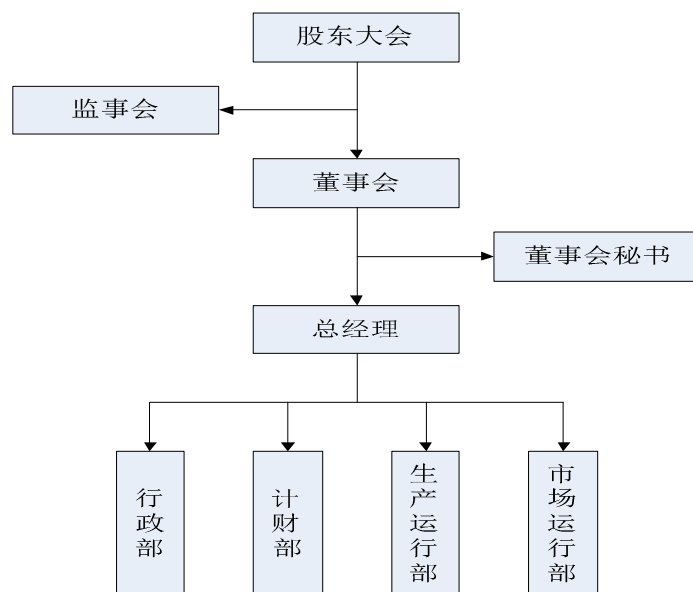 股东大会
监事会
董事会
董事会秘书
总经理
行政部
计财部
生产运行部
市场运行部